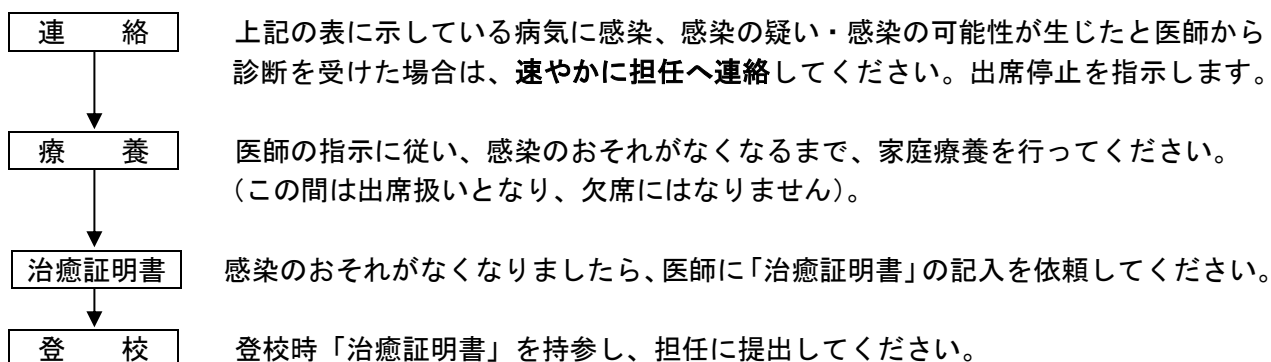 連　絡　上記の表に示している病気に感染、感染の疑い・感染の可能性が生じたと医師から
診断を受けた場合は、速やかに担任へ連絡してください。出席停止を指示します。
療　養　医師の指示に従い、感染のおそれがなくなるまで、家庭療養を行ってください。
（この間は出席扱いとなり、欠席にはなりません）。
治癒証明書　感染のおそれがなくなりましたら、医師に「治癒証明書」の記入を依頼してください。
登　校　登校時「治癒証明書」を持参し、担任に提出してください。